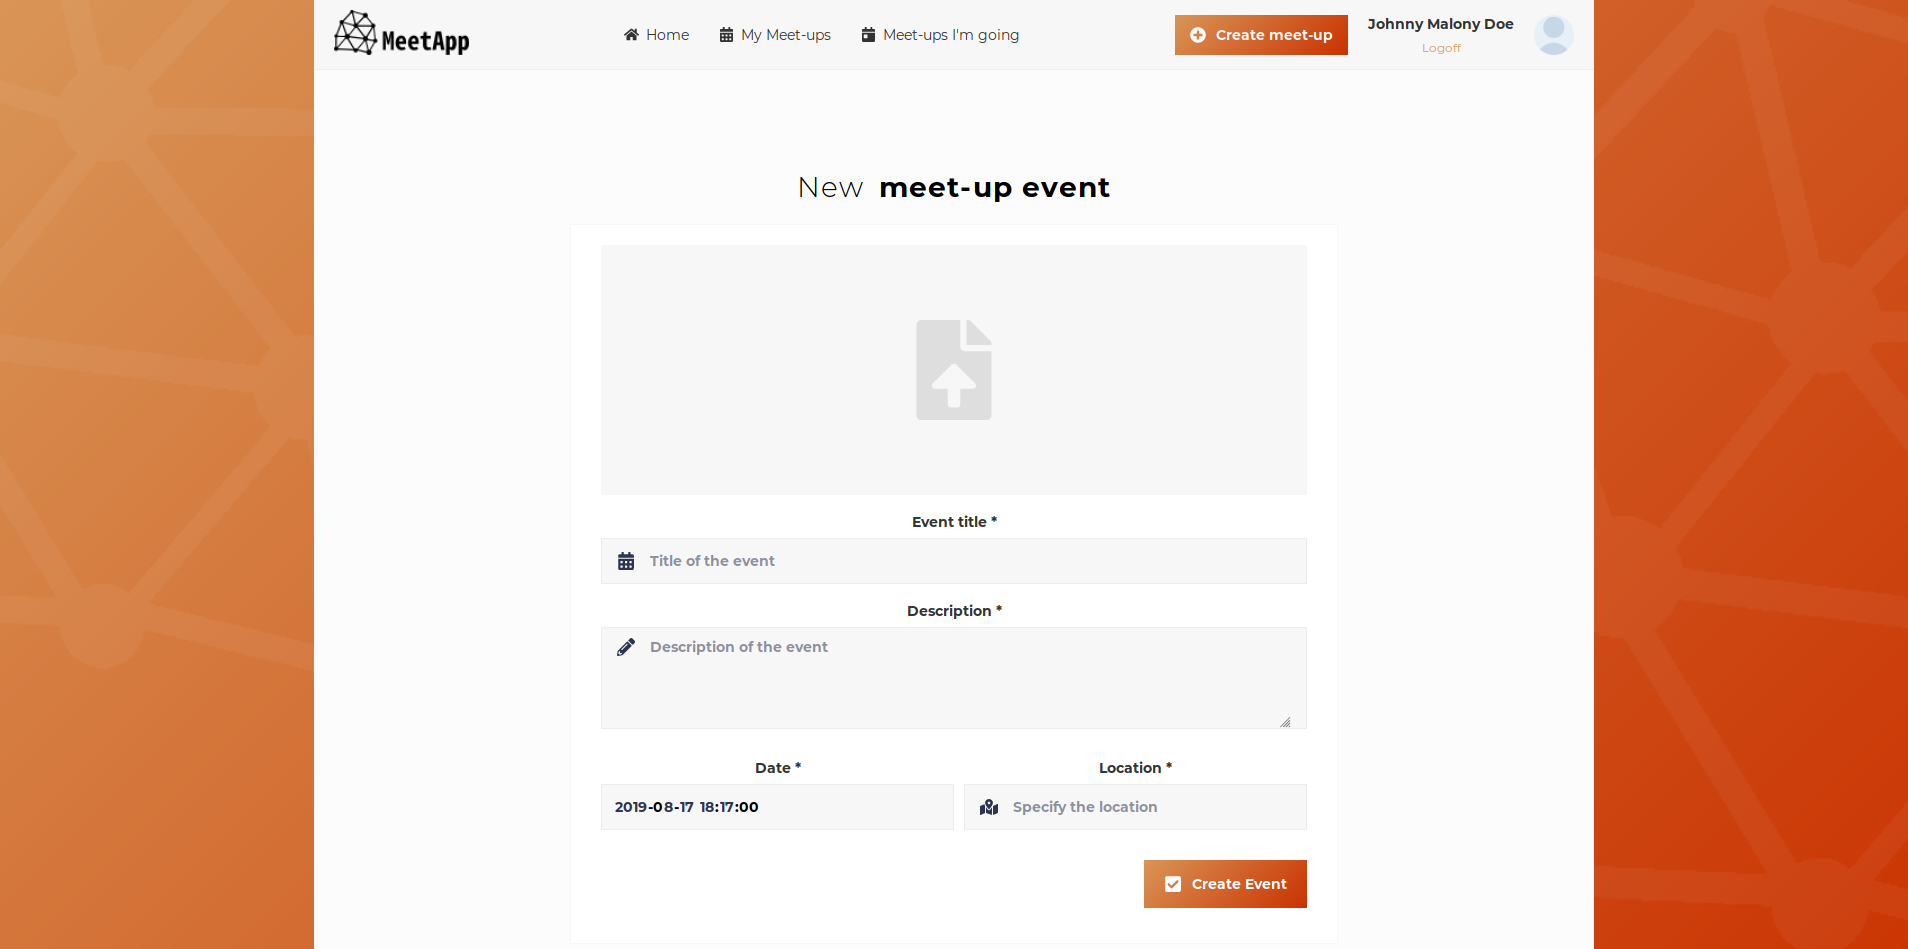 MeetApp
Home
My Meet-ups
Meet-ups I'm going
Create meet-up
Johnny Malony Doe
Logoff
New meet-up event
Event title *
Title of the event
Description *
Description of the event
Date *
Location *
2019-08-17 18:17:00
Specify the location
Create Event